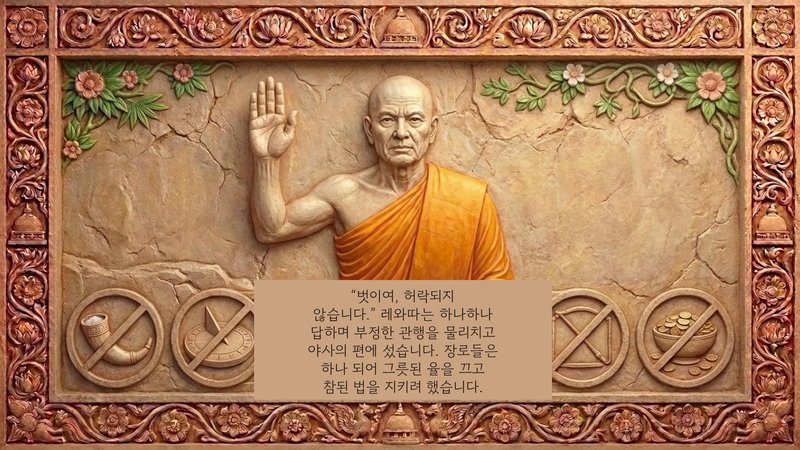 “벗이여, 허락되지
않습니다.” 레와따는 하나하나
답하며 부정한 관행을 물리치고
야사의 편에 섰습니다. 장로들은
하나 되어 그릇된 율을 끄고
참된 법을 지키려 했습니다.